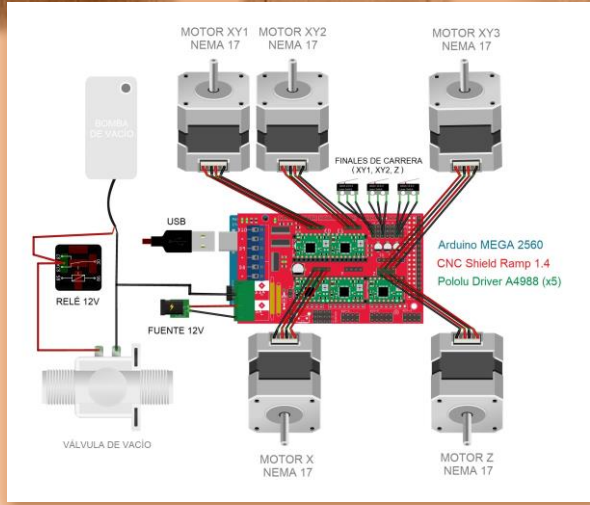 MOTOR XY1
NEMA 17
MOTOR XY2
NEMA 17
MOTOR XY3
NEMA 17
BOMBA
DE VACÍO
FINALES DE CARRERA
( XY1, XY2, Z )
USB
Arduino MEGA 2560
CNC Shield Ramp 1.4
Pololu Driver A4988 (x5)
RELÉ 12V
FUENTE 12V
VÁLVULA DE VACÍO
MOTOR X
NEMA 17
MOTOR Z
NEMA 17